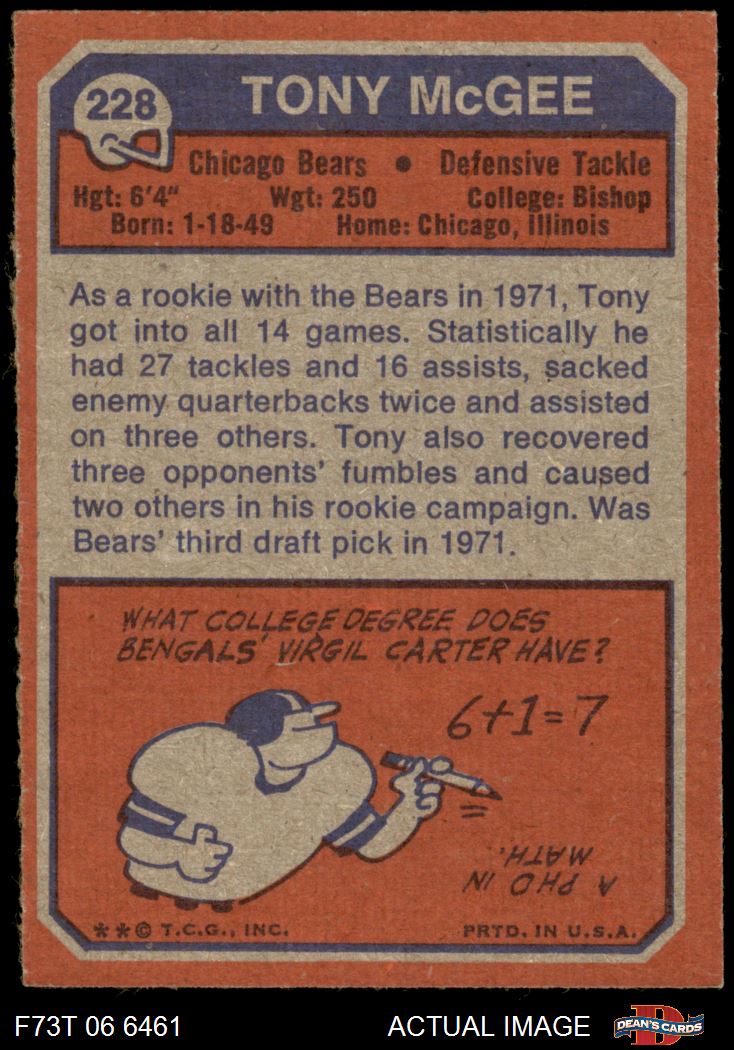 228
TONY McGEE
Chicago Bears • Defensive Tackle
Hgt: 6'4" Wgt: 250 College: Bishop
Born: 1-18-49 Home: Chicago, Illinois
As a rookie with the Bears in 1971, Tony
got into all 14 games. Statistically he
had 27 tackles and 16 assists, sacked
enemy quarterbacks twice and assisted
on three others. Tony also recovered
three opponents' fumbles and caused
two others in his rookie campaign. Was
Bears' third draft pick in 1971.
WHAT COLLEGE DEGREE DOES
BENGALS' VIRGIL CARTER HAVE?
6+1=7
A PHD IN
MATH.
**© T.C.G., INC. PRTD. IN U.S.A.
F73T 06 6461 ACTUAL IMAGE D DEAN'S CARDS